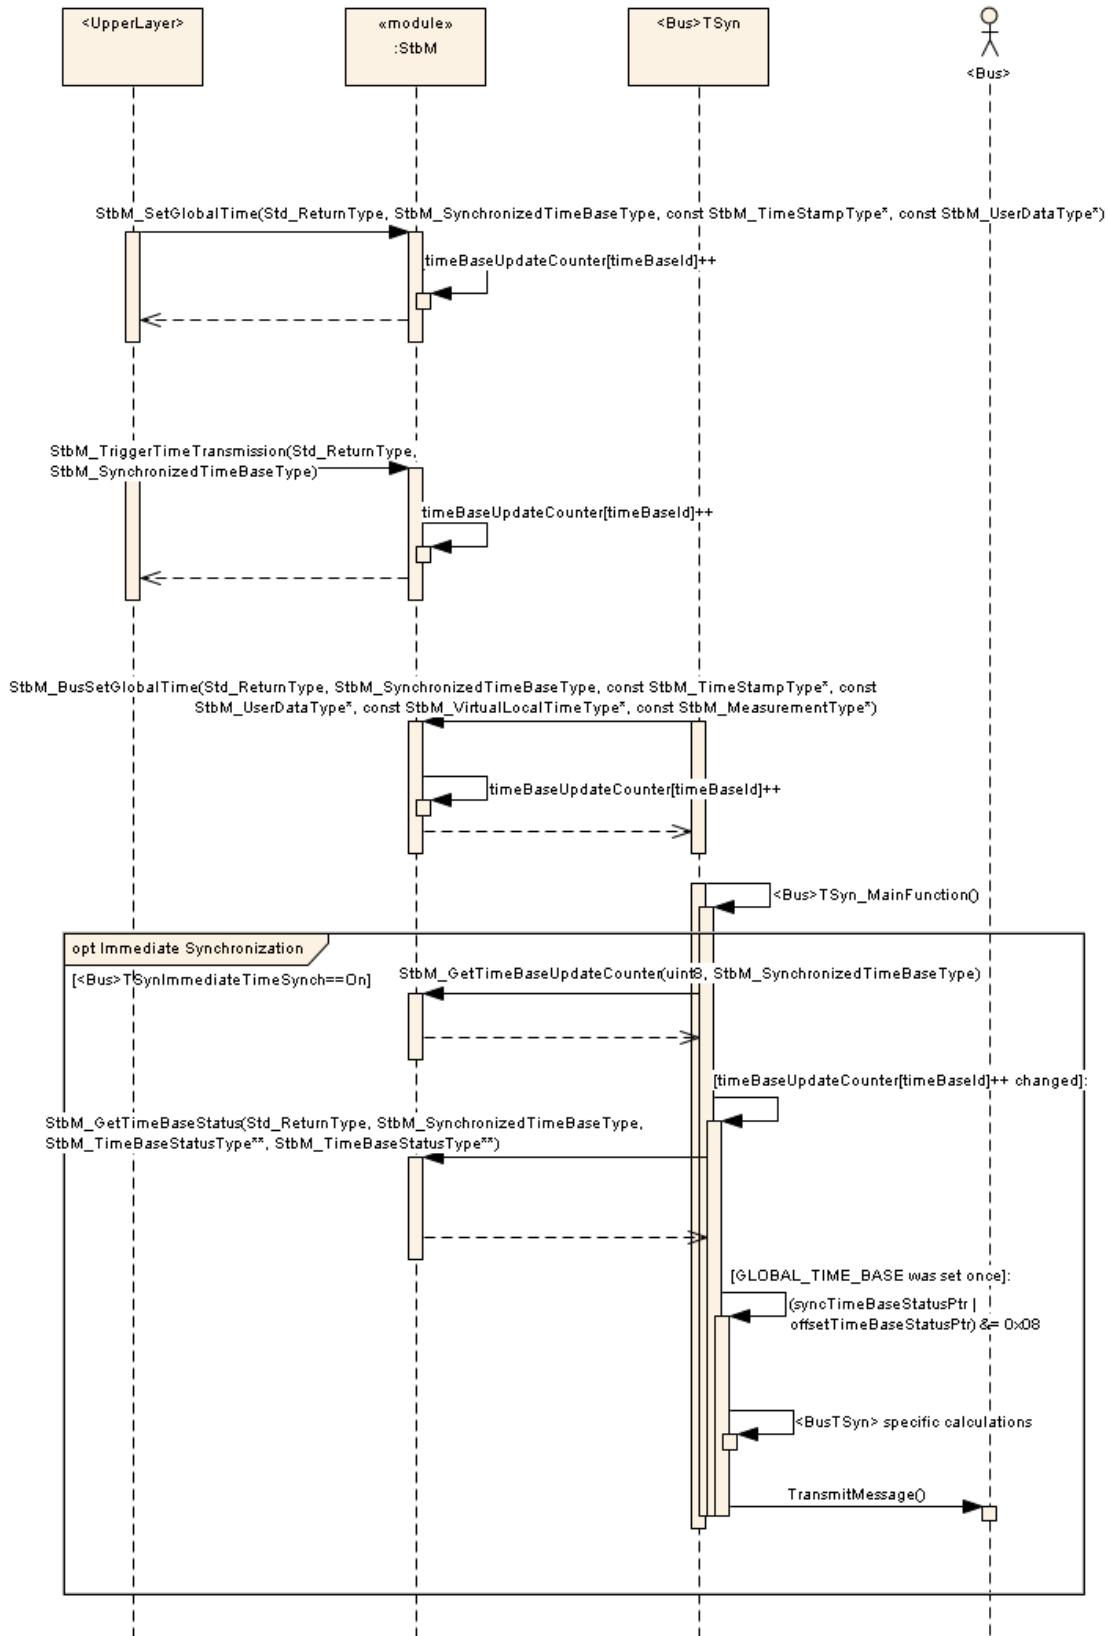 <UpperLayer>
«module»
:StbM
<Bus>TSyn
<Bus>
StbM_SetGlobalTime(Std_ReturnType, StbM_SynchronizedTimeBaseType, const StbM_TimeStampType*, const StbM_UserDataType*)
timeBaseUpdateCounter[timeBaseId]++
StbM_TriggerTimeTransmission(Std_ReturnType,
StbM_SynchronizedTimeBaseType)
timeBaseUpdateCounter[timeBaseId]++
StbM_BusSetGlobalTime(Std_ReturnType, StbM_SynchronizedTimeBaseType, const StbM_TimeStampType*, const
StbM_UserDataType*, const StbM_VirtualLocalTimeType*, const StbM_MeasurementType*)
timeBaseUpdateCounter[timeBaseId]++
<Bus>TSyn_MainFunction()
opt Immediate Synchronization
[<Bus>TSynImmediateTimeSynch==On]
StbM_GetTimeBaseUpdateCounter(uint8, StbM_SynchronizedTimeBaseType)
[timeBaseUpdateCounter[timeBaseId]++ changed]:
StbM_GetTimeBaseStatus(Std_ReturnType, StbM_SynchronizedTimeBaseType,
StbM_TimeBaseStatusType**, StbM_TimeBaseStatusType**)
[GLOBAL_TIME_BASE was set once]:
(syncTimeBaseStatusPtr |
offsetTimeBaseStatusPtr) &= 0x08
<BusTSyn> specific calculations
TransmitMessage()